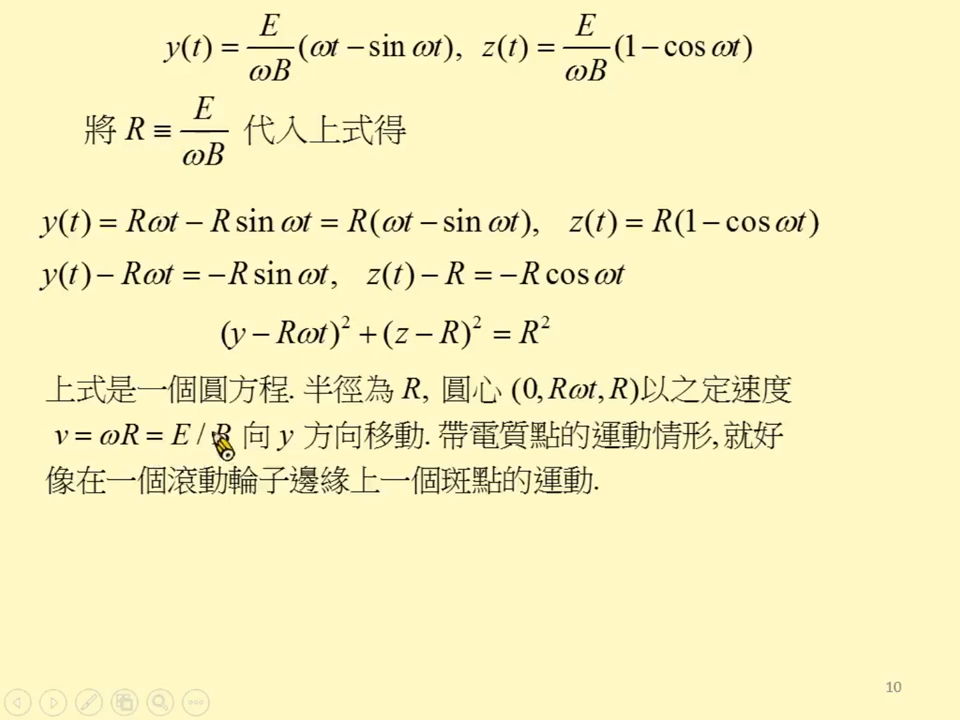 y(t) = E/ωB (ωt − sin ωt), z(t) = E/ωB (1 − cos ωt)
將 R ≡ E/ωB 代入上式得
y(t) = Rωt − R sin ωt = R(ωt − sin ωt), z(t) = R(1 − cos ωt)
y(t) − Rωt = −R sin ωt, z(t) − R = −R cos ωt
(y − Rωt)² + (z − R)² = R²
上式是一個圓方程. 半徑為 R, 圓心 (0, Rωt, R)以之定速度
v = ωR = E / B 向 y 方向移動. 帶電質點的運動情形, 就好
像在一個滾動輪子邊緣上一個斑點的運動.
10